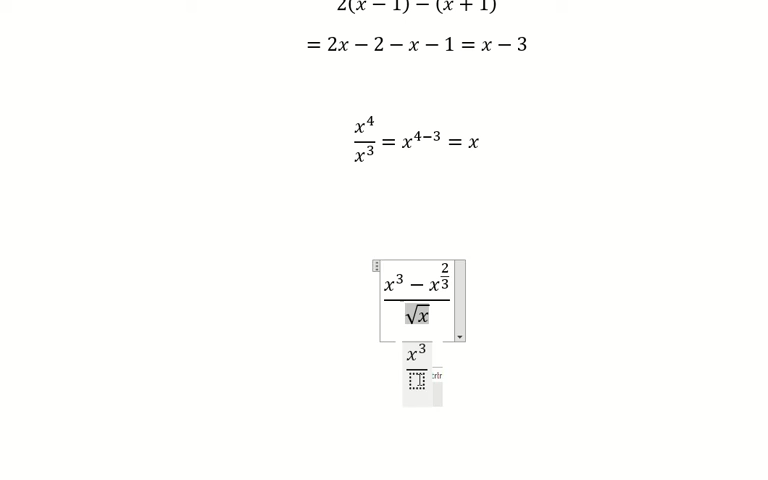 2(x − 1) − (x + 1)
= 2x − 2 − x − 1 = x − 3
x⁴/x³ = x⁴⁻³ = x
(x³ − x^(2/3))/√x
x³